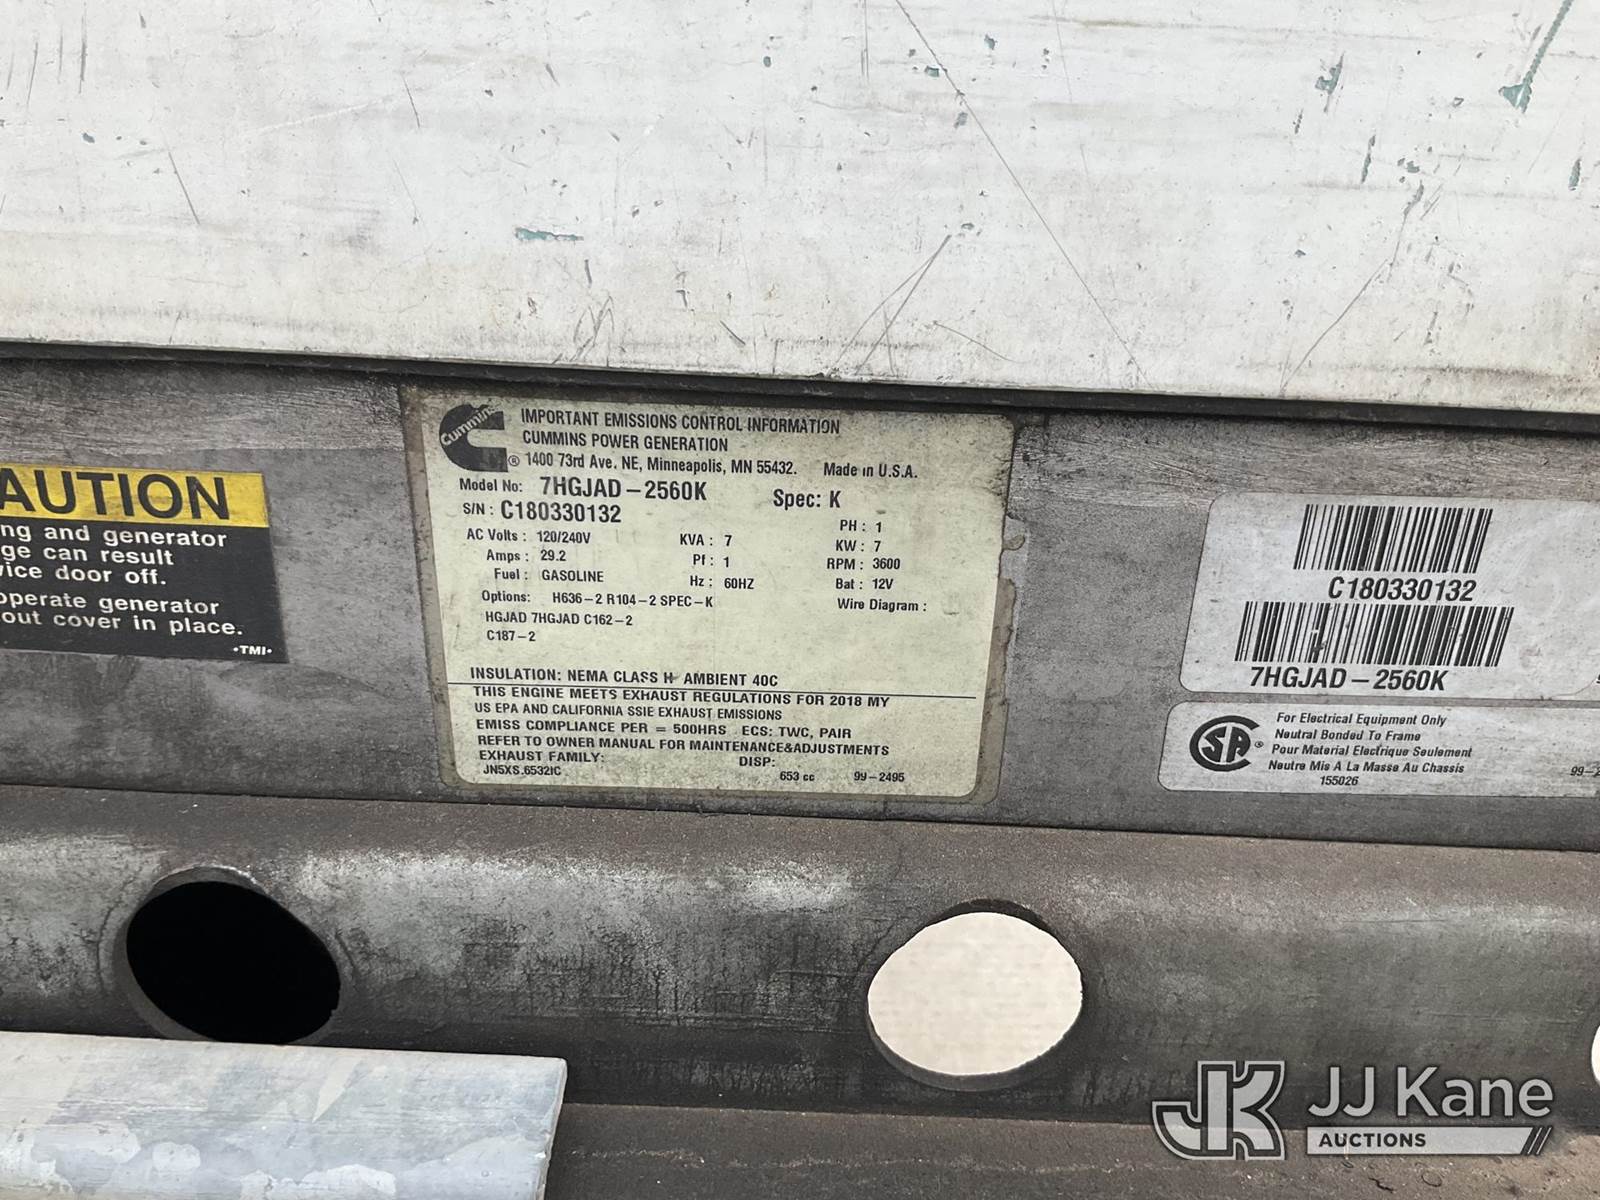 AUTION
ng and generator
ge can result
vice door off.
operate generator
out cover in place.
•TMI•
Cummins
IMPORTANT EMISSIONS CONTROL INFORMATION
CUMMINS POWER GENERATION
® 1400 73rd Ave. NE, Minneapolis, MN 55432. Made in U.S.A.
Model No: 7HGJAD-2560K Spec: K
S/N: C180330132
PH: 1
AC Volts: 120/240V KVA: 7 KW: 7
Amps: 29.2 Pf: 1 RPM: 3600
Fuel: GASOLINE Hz: 60HZ Bat: 12V
Options: H636-2 R104-2 SPEC-K Wire Diagram:
HGJAD 7HGJAD C162-2
C187-2
INSULATION: NEMA CLASS H AMBIENT 40C
THIS ENGINE MEETS EXHAUST REGULATIONS FOR 2018 MY
US EPA AND CALIFORNIA SSIE EXHAUST EMISSIONS
EMISS COMPLIANCE PER = 500HRS ECS: TWC, PAIR
REFER TO OWNER MANUAL FOR MAINTENANCE&ADJUSTMENTS
EXHAUST FAMILY: DISP:
JN5XS.6532IC 653 cc 99-2495
C180330132
7HGJAD-2560K
SA®
For Electrical Equipment Only
Neutral Bonded To Frame
Pour Material Electrique Seulement
Neutre Mis A La Masse Au Chassis
155026
99-2
JK JJ Kane
AUCTIONS